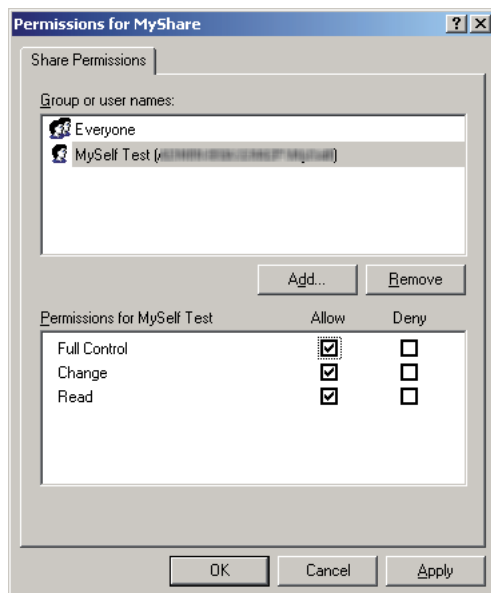 Permissions for MyShare
Share Permissions
Group or user names:
Everyone
MySelf Test (
Add... Remove
Permissions for MySelf Test Allow Deny
Full Control
Change
Read
OK Cancel Apply